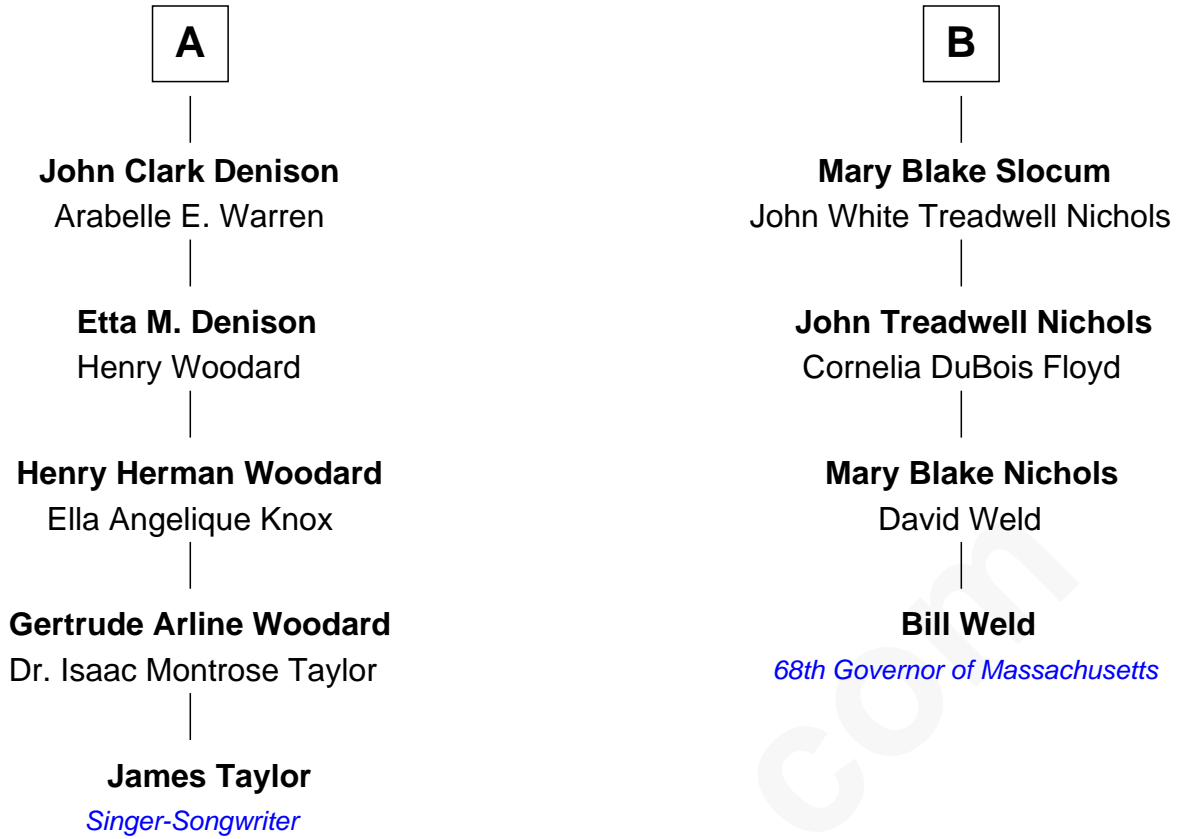 A
John Clark Denison
Arabelle E. Warren
Etta M. Denison
Henry Woodard
Henry Herman Woodard
Ella Angelique Knox
Gertrude Arline Woodard
Dr. Isaac Montrose Taylor
James Taylor
Singer-Songwriter
B
Mary Blake Slocum
John White Treadwell Nichols
John Treadwell Nichols
Cornelia DuBois Floyd
Mary Blake Nichols
David Weld
Bill Weld
68th Governor of Massachusetts
com